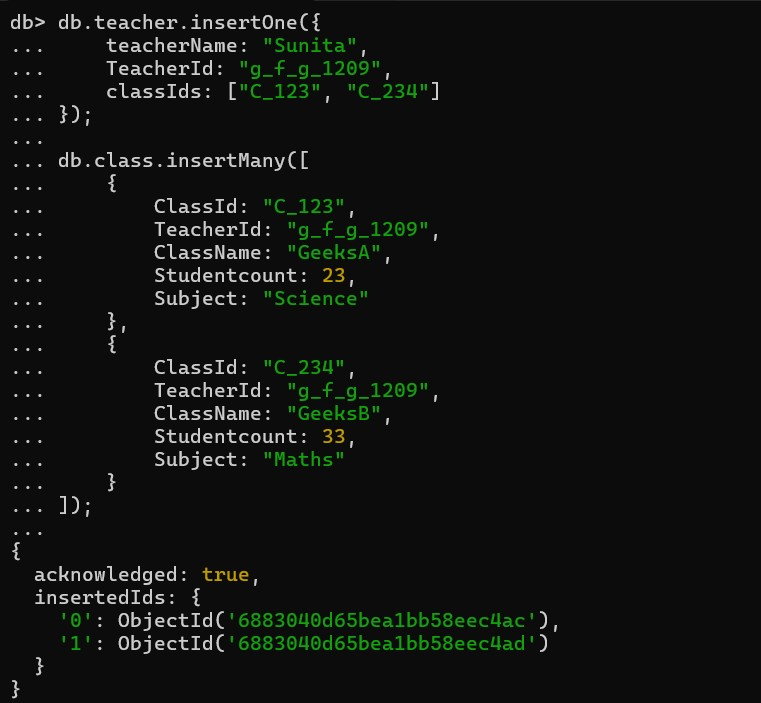 db> db.teacher.insertOne({
...     teacherName: "Sunita",
...     TeacherId: "g_f_g_1209",
...     classIds: ["C_123", "C_234"]
... });
...
... db.class.insertMany([
...     {
...         ClassId: "C_123",
...         TeacherId: "g_f_g_1209",
...         ClassName: "GeeksA",
...         Studentcount: 23,
...         Subject: "Science"
...     },
...     {
...         ClassId: "C_234",
...         TeacherId: "g_f_g_1209",
...         ClassName: "GeeksB",
...         Studentcount: 33,
...         Subject: "Maths"
...     }
... ]);
...
{
  acknowledged: true,
  insertedIds: {
    '0': ObjectId('6883040d65bea1bb58eec4ac'),
    '1': ObjectId('6883040d65bea1bb58eec4ad')
  }
}